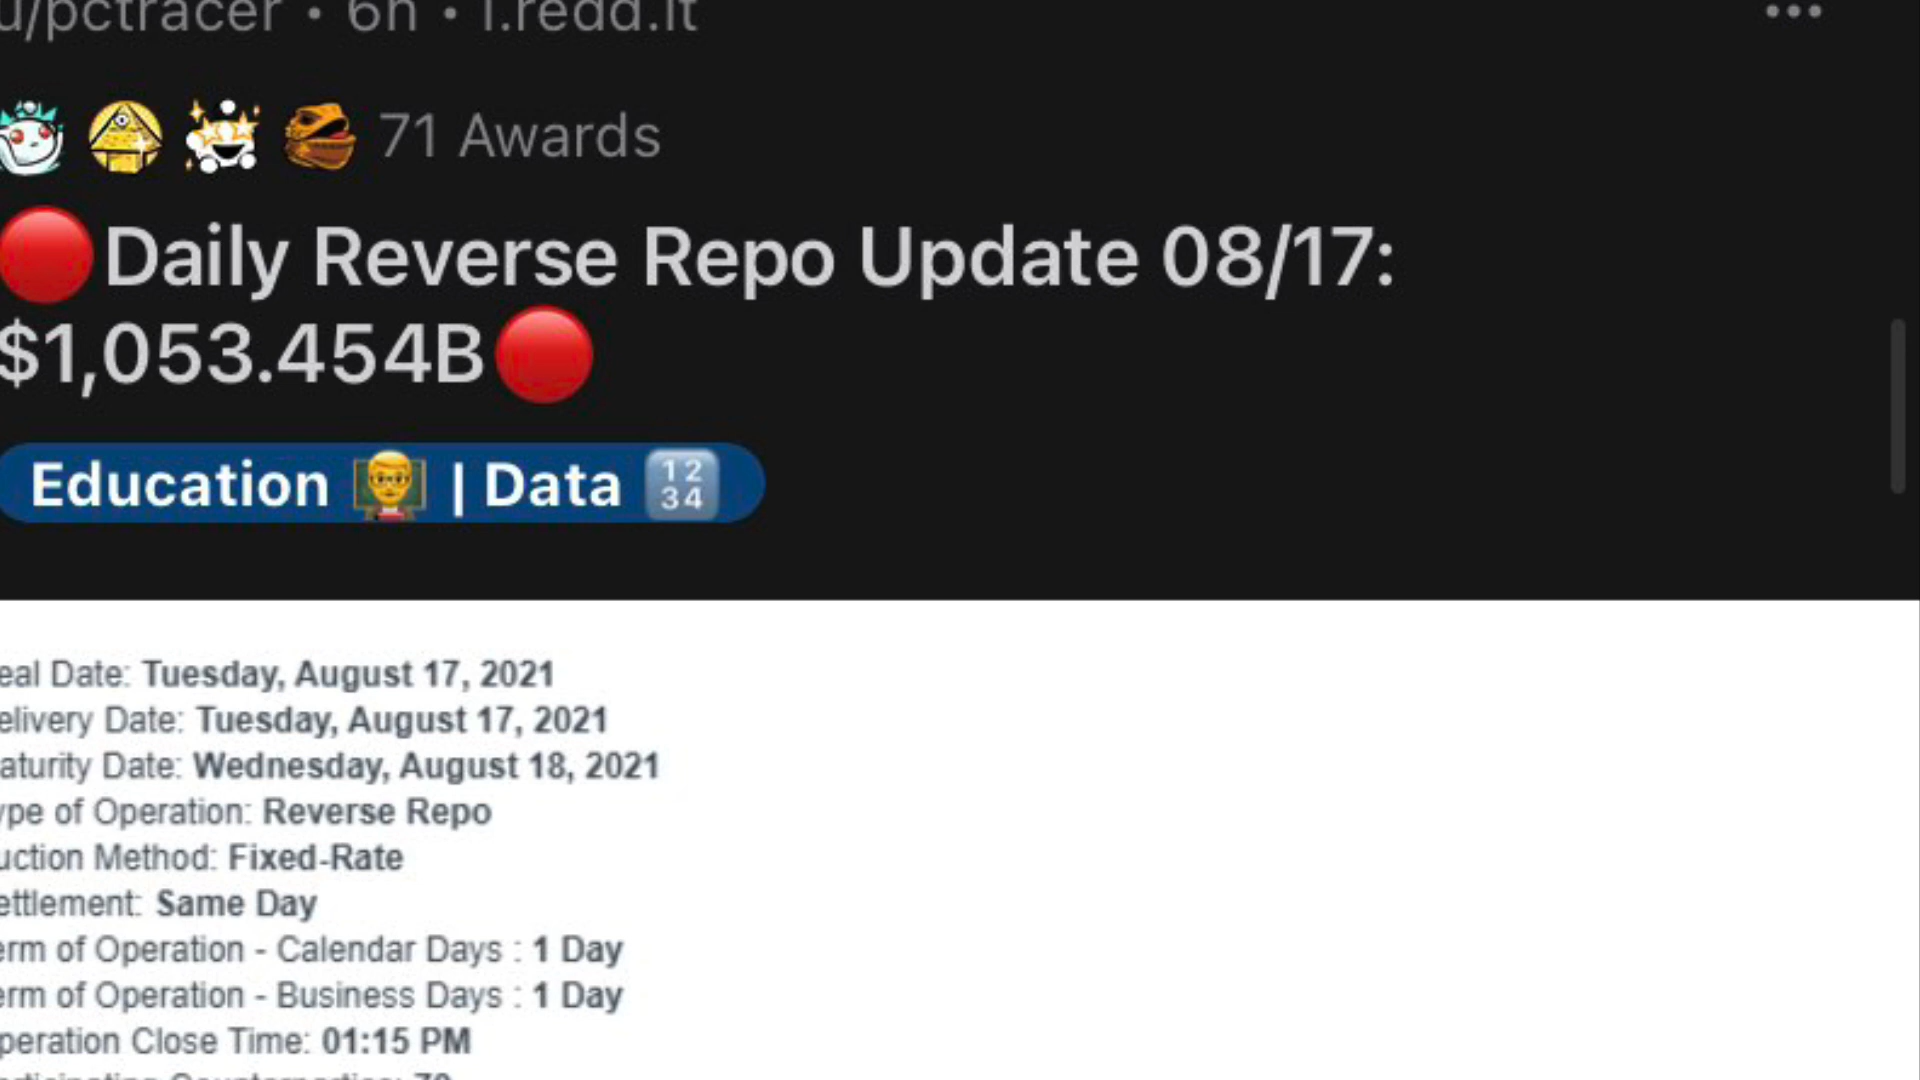 u/pctracer • 6h • i.redd.it
71 Awards
Daily Reverse Repo Update 08/17:
$1,053.454B
Education | Data 1234
eal Date: Tuesday, August 17, 2021
elivery Date: Tuesday, August 17, 2021
aturity Date: Wednesday, August 18, 2021
ype of Operation: Reverse Repo
uction Method: Fixed-Rate
ettlement: Same Day
erm of Operation - Calendar Days : 1 Day
erm of Operation - Business Days : 1 Day
peration Close Time: 01:15 PM